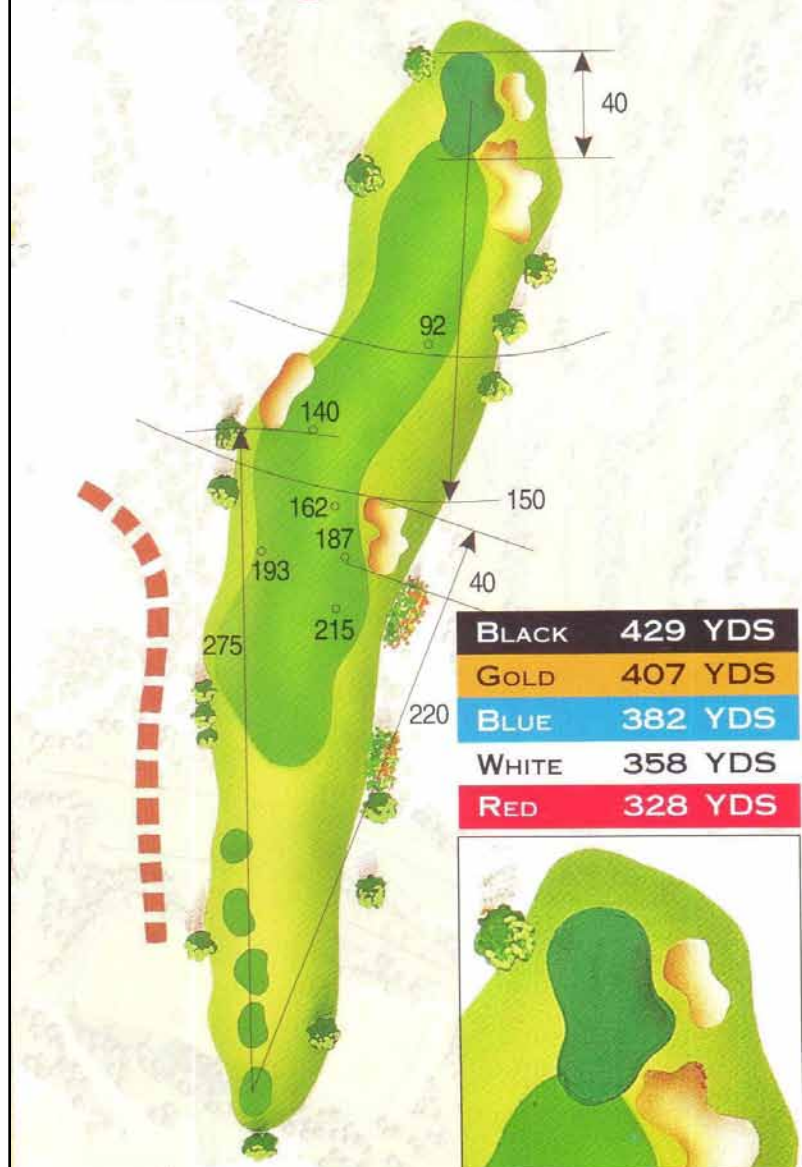 40
92
140
150
162
187
193
40
215
275
220
BLACK 429 YDS
GOLD 407 YDS
BLUE 382 YDS
WHITE 358 YDS
RED 328 YDS